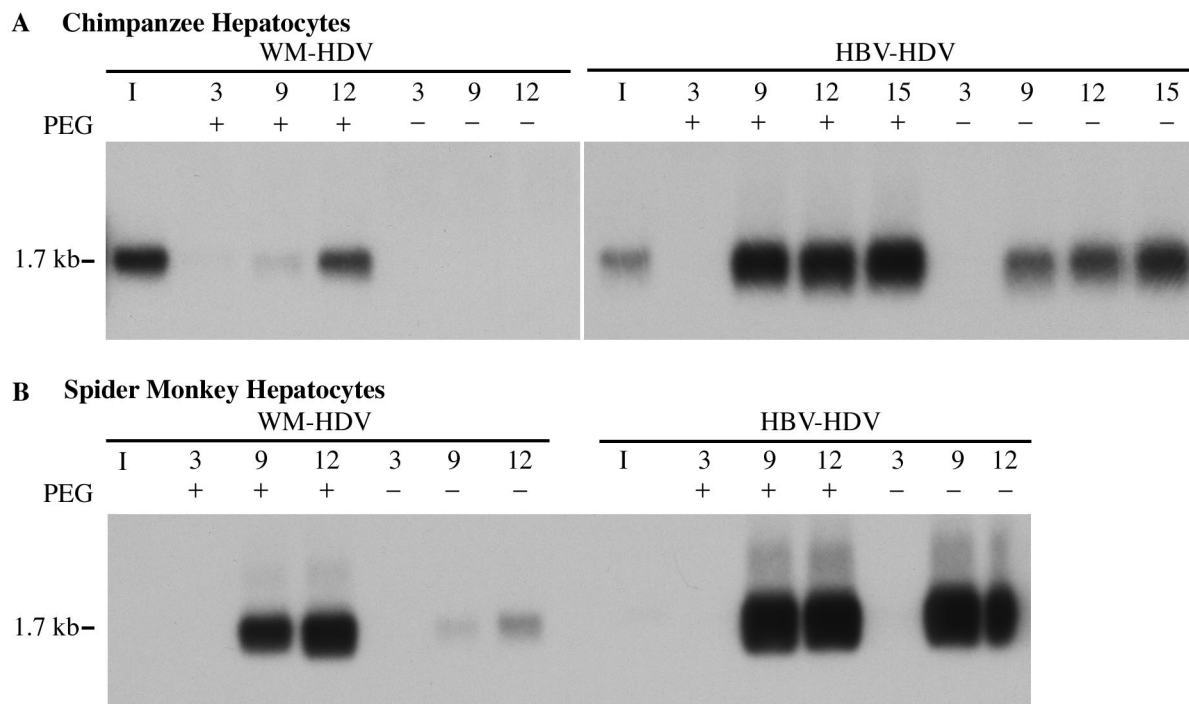 A Chimpanzee Hepatocytes
WM-HDV HBV-HDV
I 3 9 12 3 9 12 I 3 9 12 15 3 9 12 15
PEG + + + − − − + + + + − − − −
1.7 kb–
B Spider Monkey Hepatocytes
WM-HDV HBV-HDV
I 3 9 12 3 9 12 I 3 9 12 3 9 12
PEG + + + − − − + + + − − −
1.7 kb–